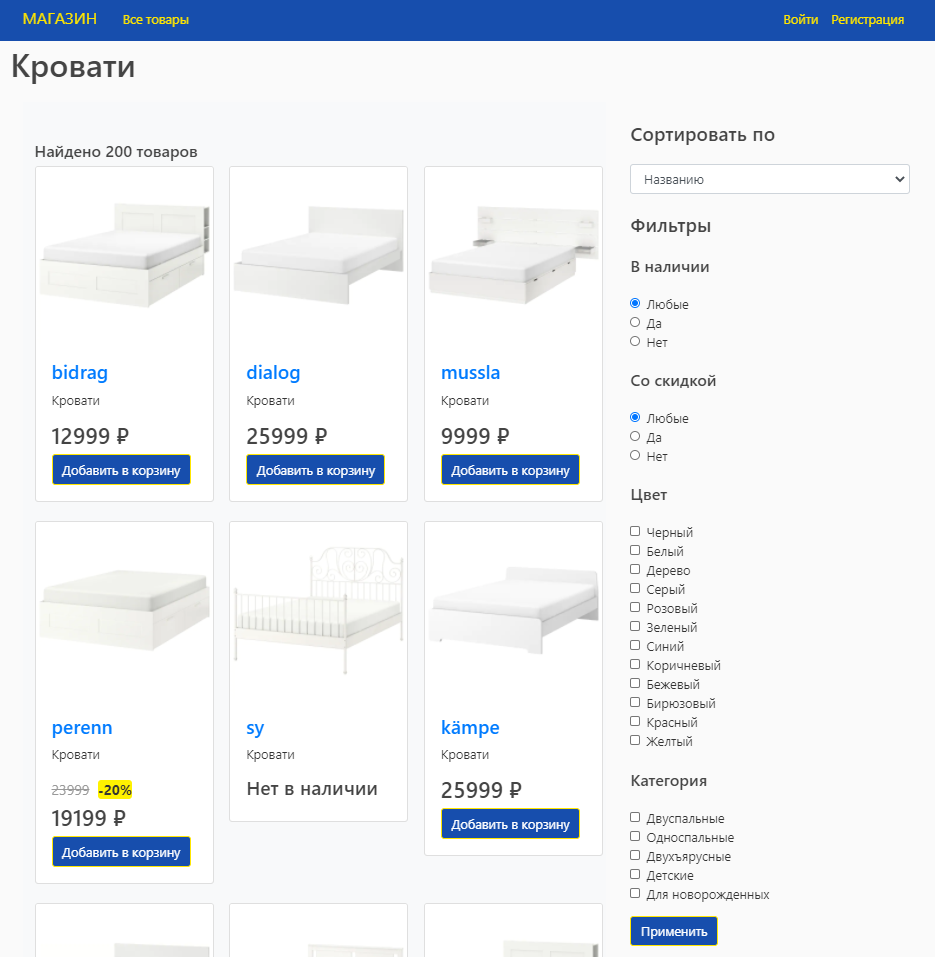 МАГАЗИН Все товары Войти Регистрация
Кровати
Найдено 200 товаров
bidrag
Кровати
12999 ₽
Добавить в корзину
dialog
Кровати
25999 ₽
Добавить в корзину
mussla
Кровати
9999 ₽
Добавить в корзину
perenn
Кровати
23999 -20%
19199 ₽
Добавить в корзину
sy
Кровати
Нет в наличии
kämpe
Кровати
25999 ₽
Добавить в корзину
Сортировать по
Названию
Фильтры
В наличии
Любые
Да
Нет
Со скидкой
Любые
Да
Нет
Цвет
Черный
Белый
Дерево
Серый
Розовый
Зеленый
Синий
Коричневый
Бежевый
Бирюзовый
Красный
Желтый
Категория
Двуспальные
Односпальные
Двухъярусные
Детские
Для новорожденных
Применить